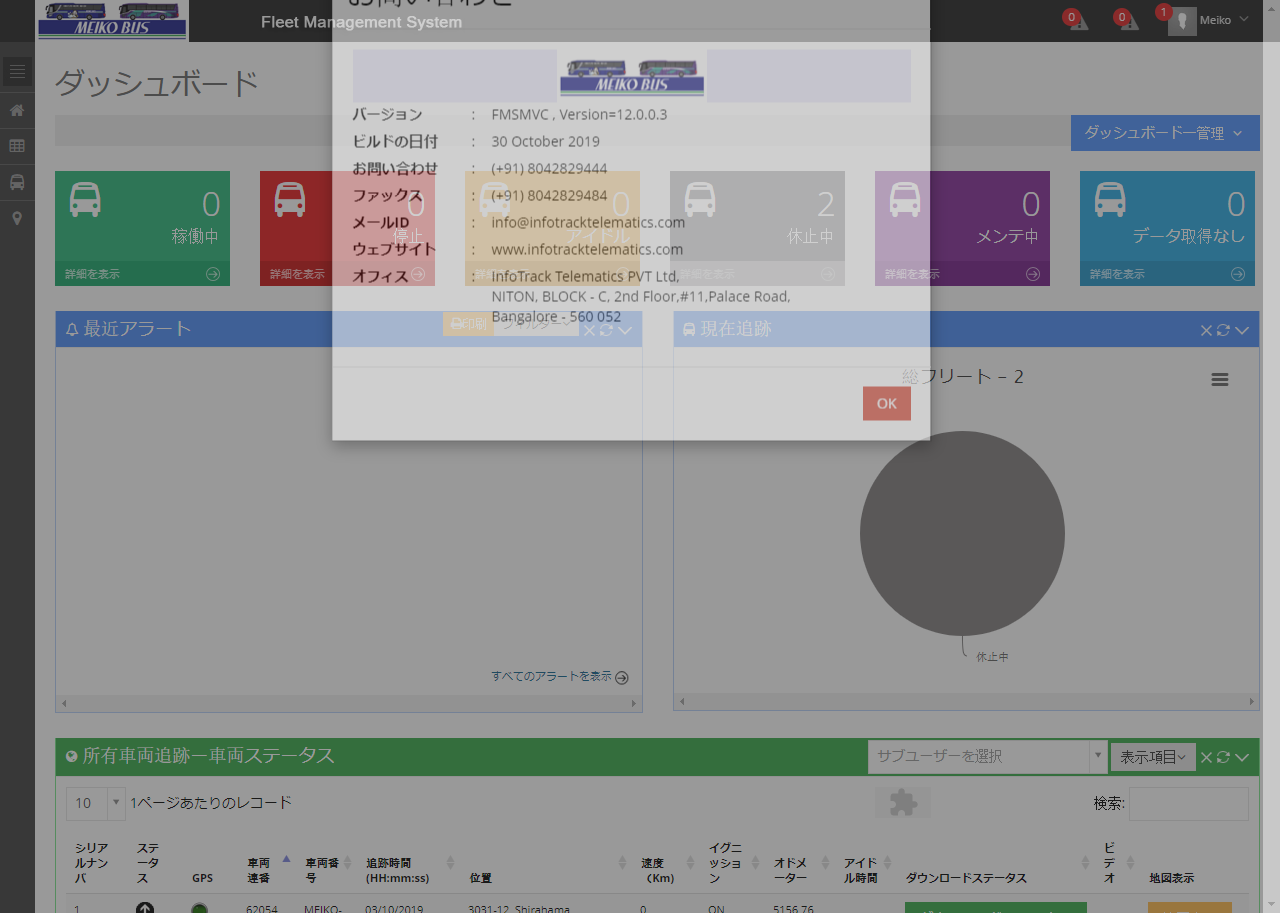 MEIKO BUS
Fleet Management System
お問い合わせ
0
0
1
Meiko
ダッシュボード
MEIKO BUS
ダッシュボードー管理
バージョン : FMSMVC , Version=12.0.0.3
ビルドの日付 : 30 October 2019
お問い合わせ : (+91) 8042829444
ファックス : (+91) 8042829484
メールID : info@infotracktelematics.com
ウェブサイト : www.infotracktelematics.com
オフィス : InfoTrack Telematics PVT Ltd,
NITON, BLOCK - C, 2nd Floor,#11,Palace Road,
Bangalore - 560 052
OK
0
稼働中
詳細を表示
0
停止
詳細を表示
0
アイドル
詳細を表示
2
休止中
詳細を表示
0
メンテ中
詳細を表示
0
データ取得なし
詳細を表示
最近アラート
印刷
フィルター
すべてのアラートを表示
現在追跡
総フリート – 2
休止中
所有車両追跡ー車両ステータス
サブユーザーを選択
表示項目
10
1ページあたりのレコード
検索:
シリアルナンバ
ステータス
GPS
車両連番
車両番号
追跡時間 (HH:mm:ss)
位置
速度 (Km)
イグニッション
オドメーター
アイドル時間
ダウンロードステータス
ビデオ
地図表示
1
62054
MEIKO-
03/10/2019
3031-12, Shirahama
0
ON
5156.76